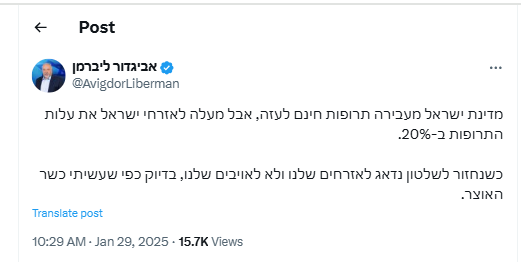 Post
אביגדור ליברמן
@AvigdorLiberman
מדינת ישראל מעבירה תרופות חינם לעזה, אבל מעלה לאזרחי ישראל את עלות
התרופות ב-20%.
כשנחזור לשלטון נדאג לאזרחים שלנו ולא לאויבים שלנו, בדיוק כפי שעשיתי כשר
האוצר.
Translate post
10:29 AM · Jan 29, 2025 · 15.7K Views